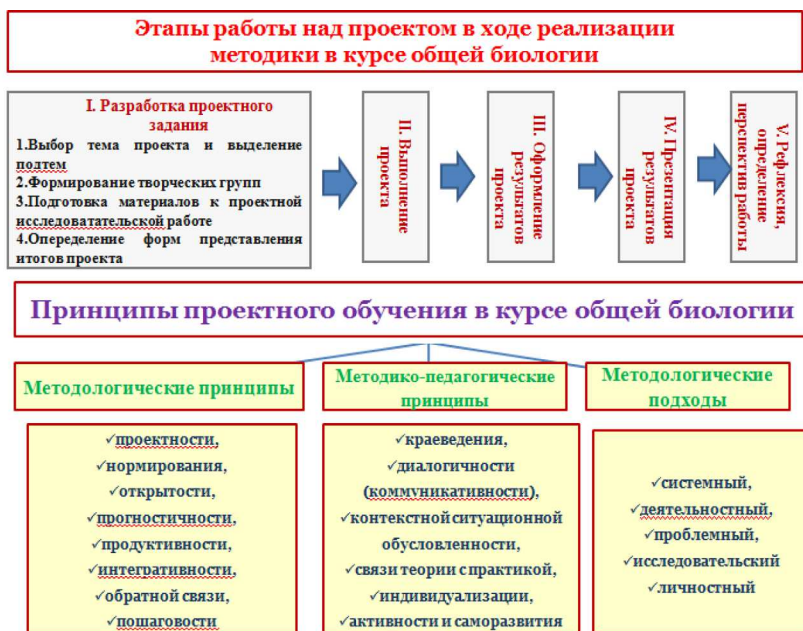 Этапы работы над проектом в ходе реализации
методики в курсе общей биологии
I. Разработка проектного
задания
1.Выбор тема проекта и выделение
подтем
2.Формирование творческих групп
3.Подготовка материалов к проектной
исследоватательской работе
4.Опеределение форм представления
итогов проекта
II. Выполнение
проекта
III. Оформление
результатов
проекта
IV. Презентация
результатов
проекта
V. Рефлексия,
определение
перспектив работы
Принципы проектного обучения в курсе общей биологии
Методологические принципы
✓проектности,
✓нормирования,
✓открытости,
✓прогностичности,
✓продуктивности,
✓интегративности,
✓обратной связи,
✓пошаговости
Методико-педагогические
принципы
✓краеведения,
✓диалогичности
(коммуникативности),
✓контекстной ситуационной
обусловленности,
✓связи теории с практикой,
✓индивидуализации,
✓активности и саморазвития
Методологические
подходы
✓системный,
✓деятельностный,
✓проблемный,
✓исследовательский
✓личностный